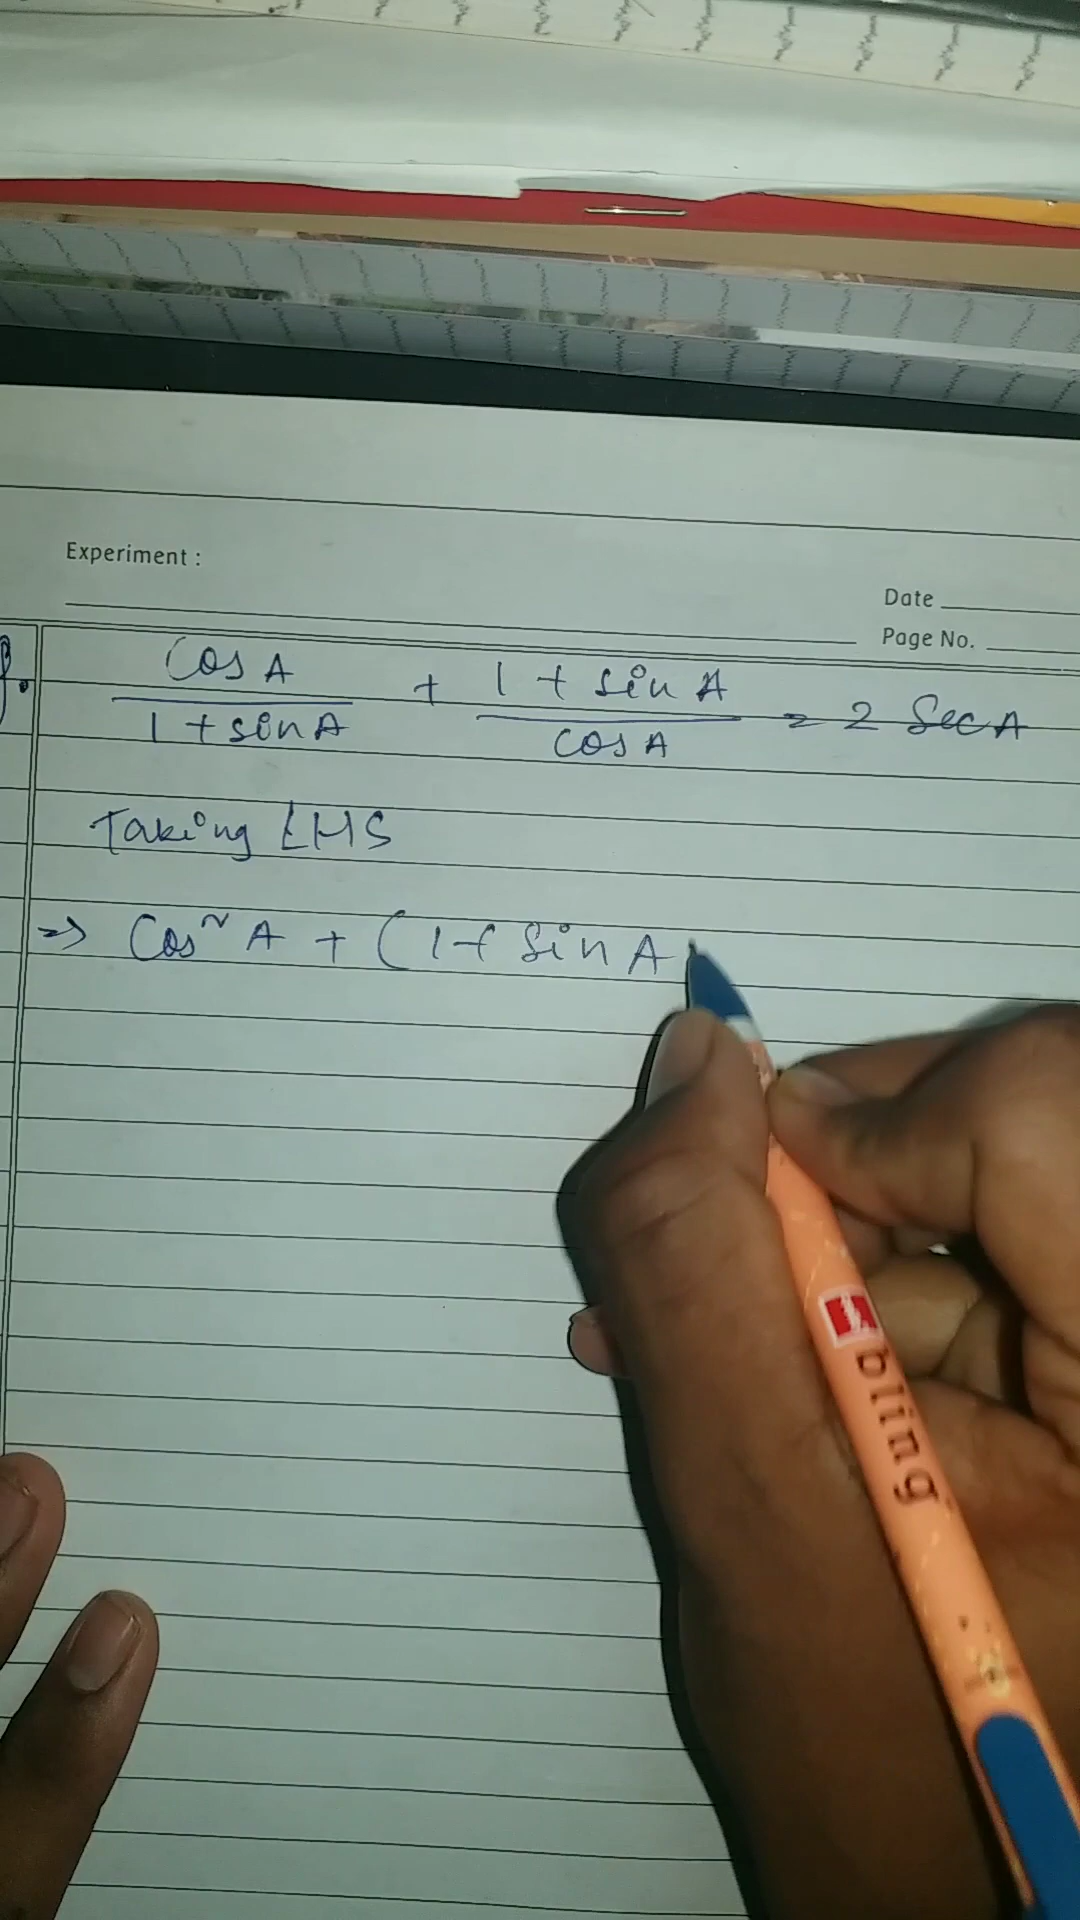 Experiment :
Date
Page No.
Cos A / 1 + sin A + 1 + sin A / cos A = 2 Sec A
Taking LHS
=> Cos² A + (1 + Sin A
bling